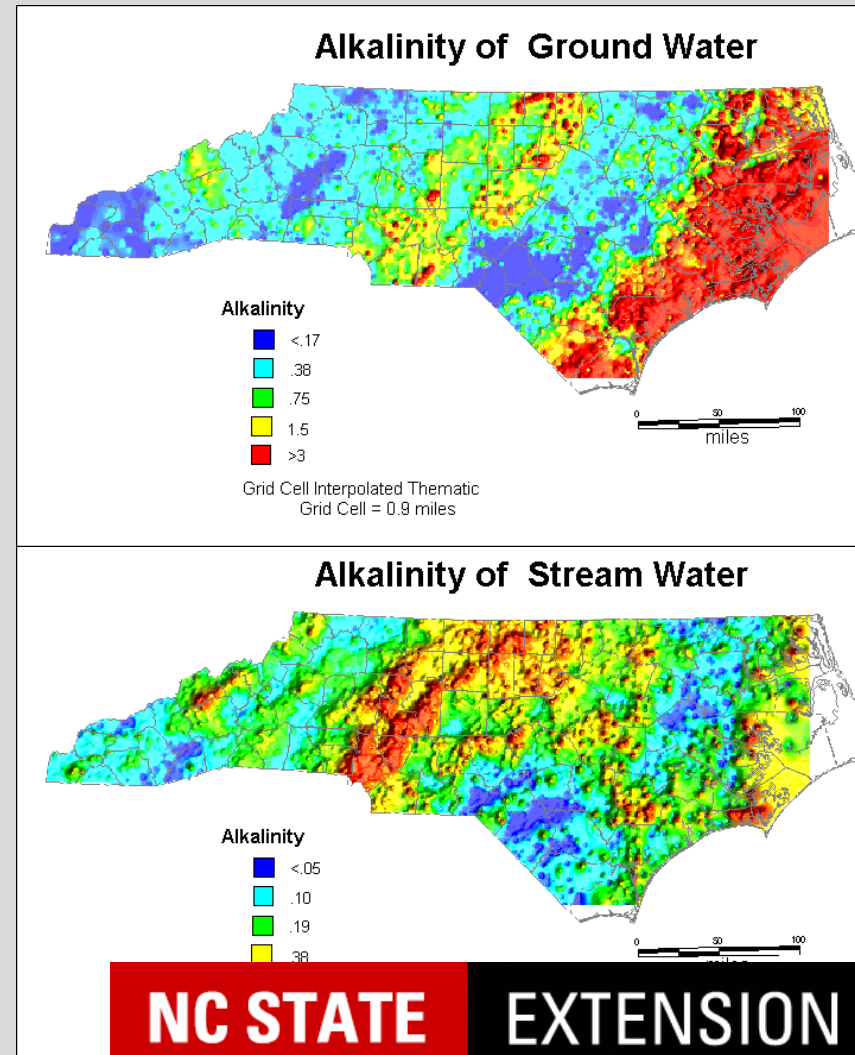 Alkalinity of Ground Water
Alkalinity
<.17
.38
.75
1.5
>3
0 50 100
miles
Grid Cell Interpolated Thematic
Grid Cell = 0.9 miles
Alkalinity of Stream Water
Alkalinity
<.05
.10
.19
.38
0 50 100
miles
NC STATE EXTENSION